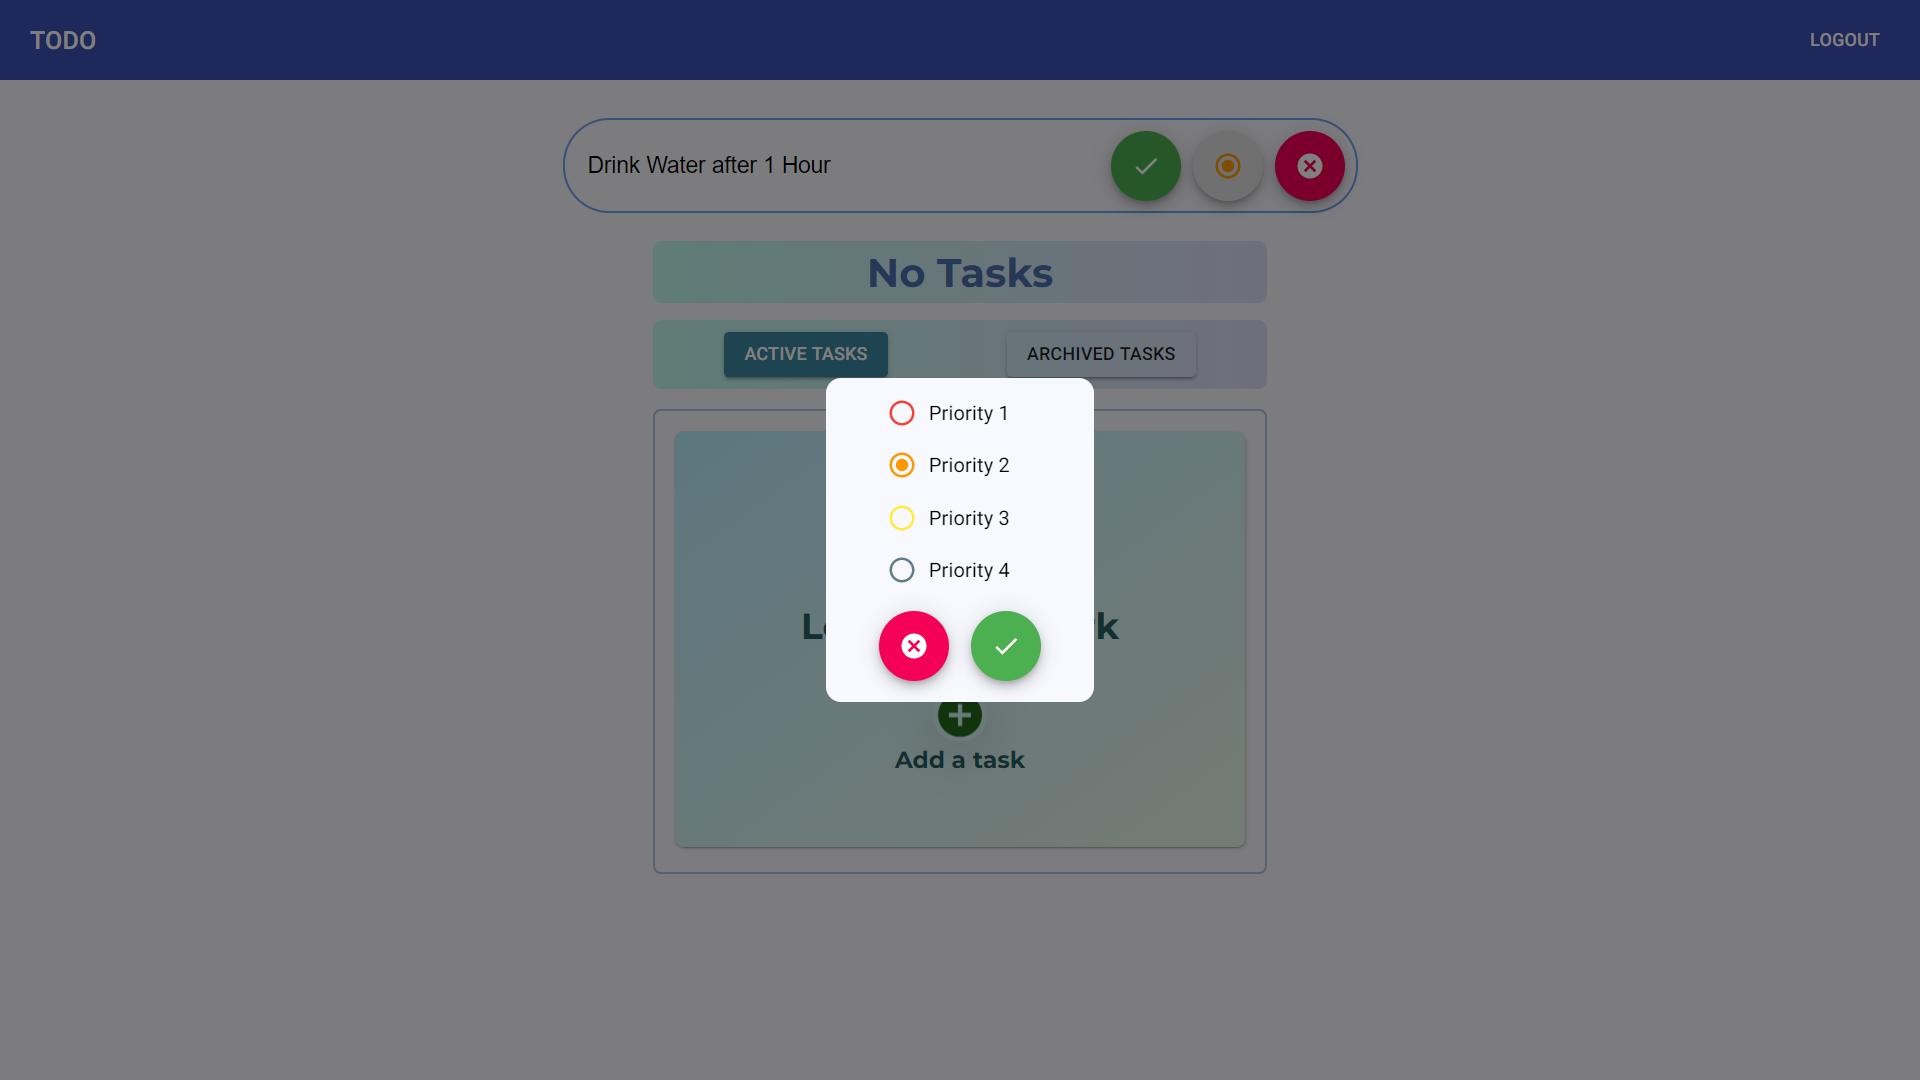 TODO
LOGOUT
Drink Water after 1 Hour
No Tasks
ACTIVE TASKS
ARCHIVED TASKS
Priority 1
Priority 2
Priority 3
Priority 4
Add a task